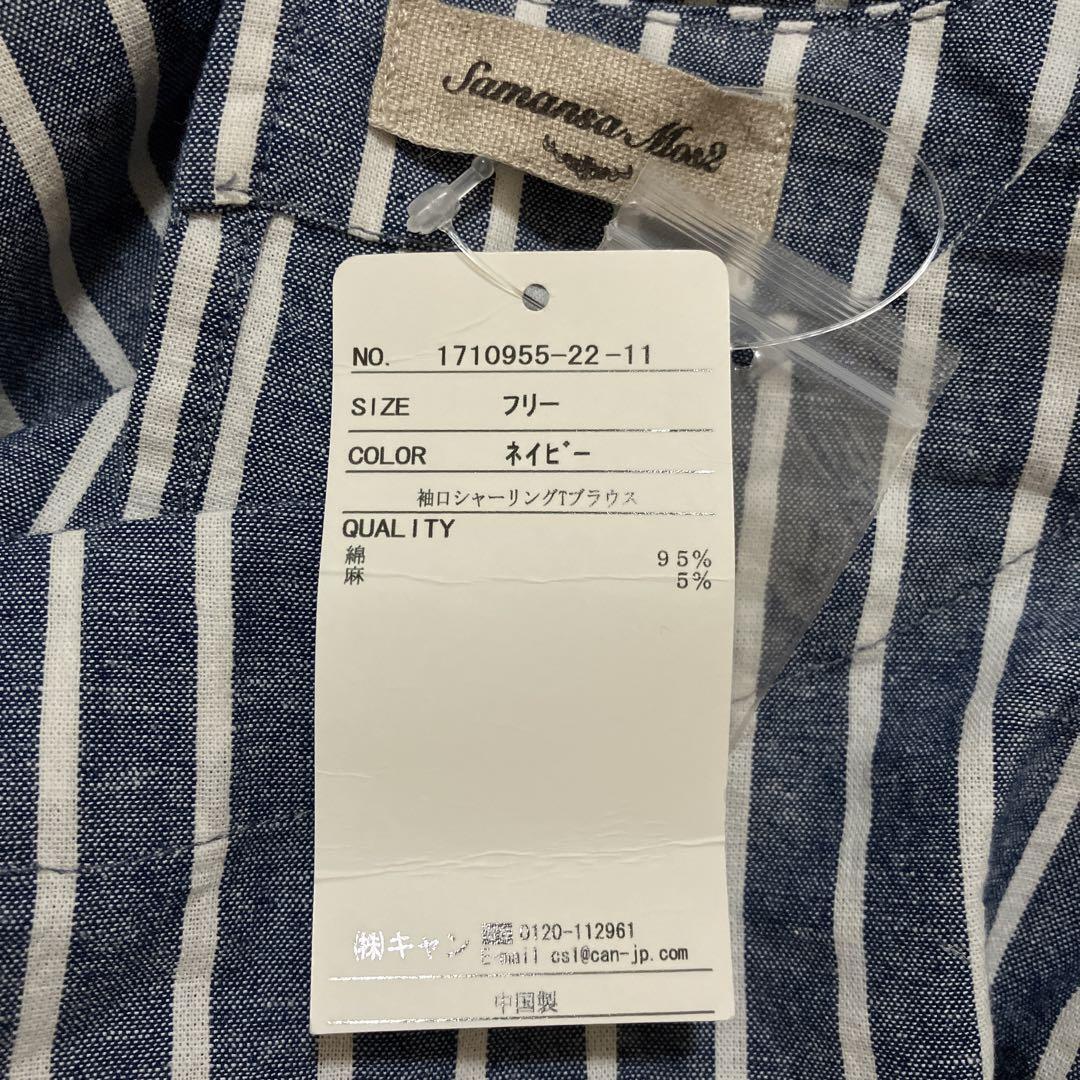 Samansa Mos2
NO. 1710955-22-11
SIZE フリー
COLOR ネイビー
袖口シャーリングTブラウス
QUALITY
綿 95%
麻 5%
㈱キャン 0120-112961
E-mail csl@can-jp.com
中国製